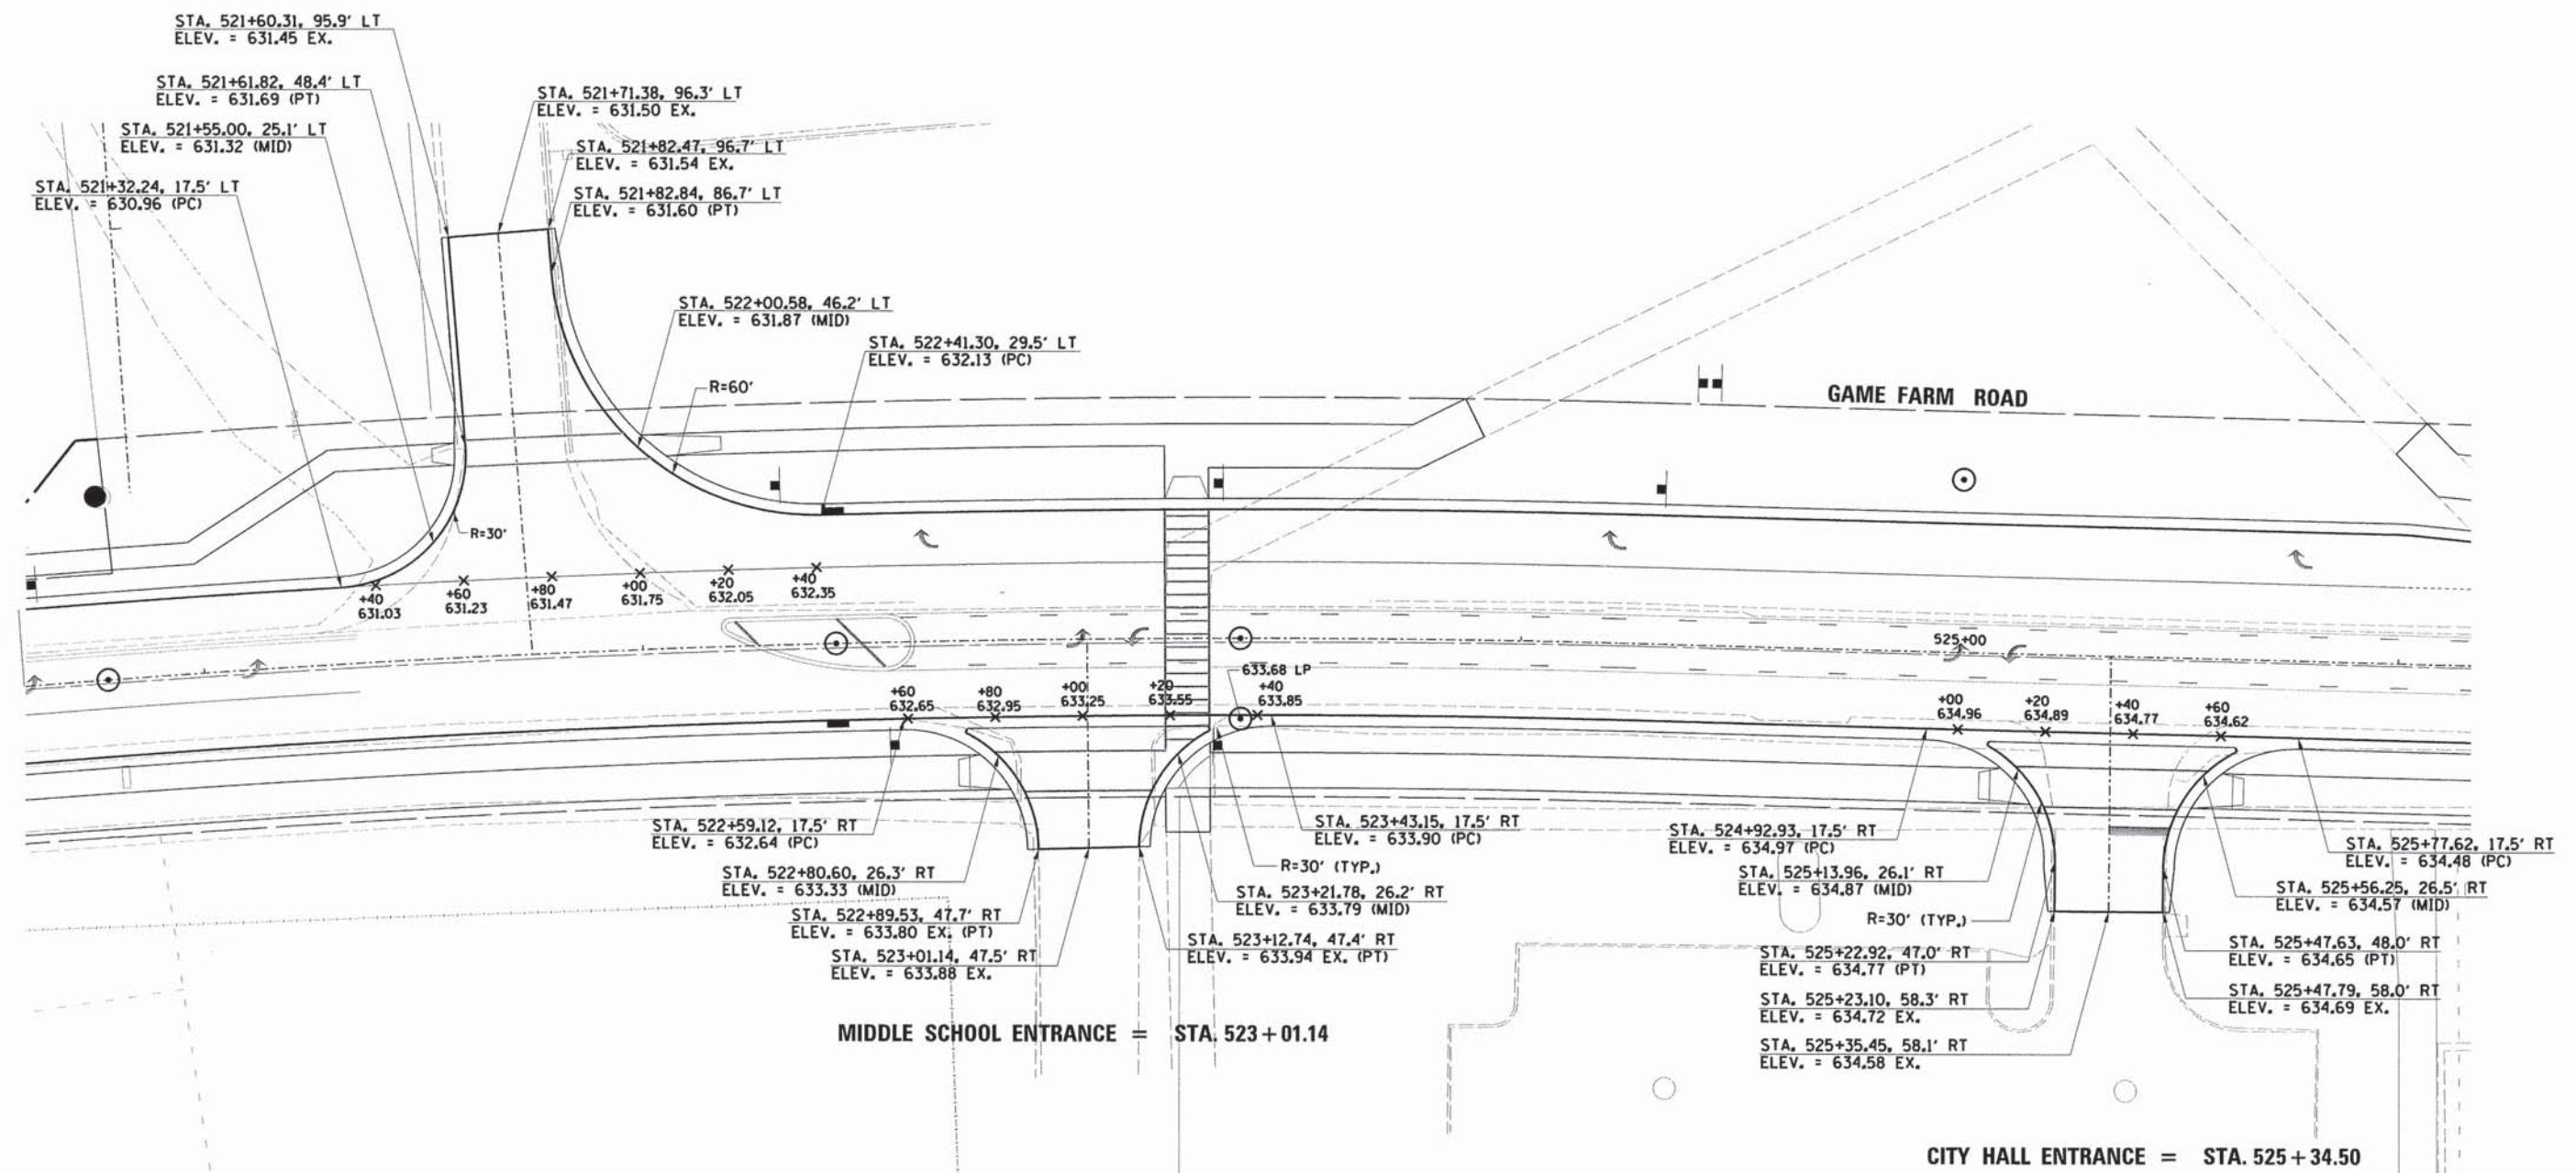 STA. 521+60.31, 95.9' LT
ELEV. = 631.45 EX.
STA. 521+61.82, 48.4' LT
ELEV. = 631.69 (PT)
STA. 521+55.00, 25.1' LT
ELEV. = 631.32 (MID)
STA. 521+32.24, 17.5' LT
ELEV. = 630.96 (PC)
STA. 521+71.38, 96.3' LT
ELEV. = 631.50 EX.
STA. 521+82.47, 96.7' LT
ELEV. = 631.54 EX.
STA. 521+82.84, 86.7' LT
ELEV. = 631.60 (PT)
STA. 522+00.58, 46.2' LT
ELEV. = 631.87 (MID)
STA. 522+41.30, 29.5' LT
ELEV. = 632.13 (PC)
R=60'
GAME FARM ROAD
R=30'
+40
631.03
+60
631.23
+80
631.47
+00
631.75
+20
632.05
+40
632.35
525+00
633.68 LP
+60
632.65
+80
632.95
+00
633.25
+20
633.55
+40
633.85
+00
634.96
+20
634.89
+40
634.77
+60
634.62
STA. 522+59.12, 17.5' RT
ELEV. = 632.64 (PC)
STA. 522+80.60, 26.3' RT
ELEV. = 633.33 (MID)
STA. 522+89.53, 47.7' RT
ELEV. = 633.80 EX. (PT)
STA. 523+01.14, 47.5' RT
ELEV. = 633.88 EX.
STA. 523+43.15, 17.5' RT
ELEV. = 633.90 (PC)
R=30' (TYP.)
STA. 523+21.78, 26.2' RT
ELEV. = 633.79 (MID)
STA. 523+12.74, 47.4' RT
ELEV. = 633.94 EX. (PT)
STA. 524+92.93, 17.5' RT
ELEV. = 634.97 (PC)
STA. 525+13.96, 26.1' RT
ELEV. = 634.87 (MID)
R=30' (TYP.)
STA. 525+22.92, 47.0' RT
ELEV. = 634.77 (PT)
STA. 525+23.10, 58.3' RT
ELEV. = 634.72 EX.
STA. 525+35.45, 58.1' RT
ELEV. = 634.58 EX.
STA. 525+77.62, 17.5' RT
ELEV. = 634.48 (PC)
STA. 525+56.25, 26.5' RT
ELEV. = 634.57 (MID)
STA. 525+47.63, 48.0' RT
ELEV. = 634.65 (PT)
STA. 525+47.79, 58.0' RT
ELEV. = 634.69 EX.
MIDDLE SCHOOL ENTRANCE = STA. 523+01.14
CITY HALL ENTRANCE = STA. 525+34.50